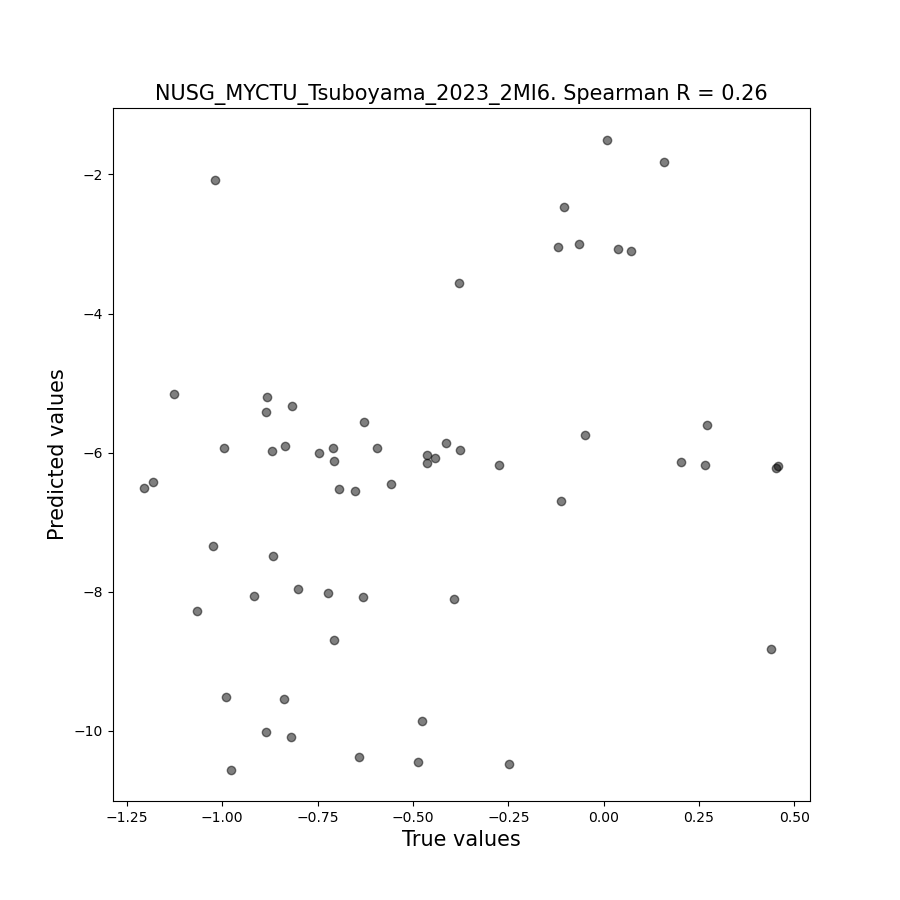 NUSG_MYCTU_Tsuboyama_2023_2MI6. Spearman R = 0.26
Predicted values
−2
−4
−6
−8
−10
−1.25 −1.00 −0.75 −0.50 −0.25 0.00 0.25 0.50
True values